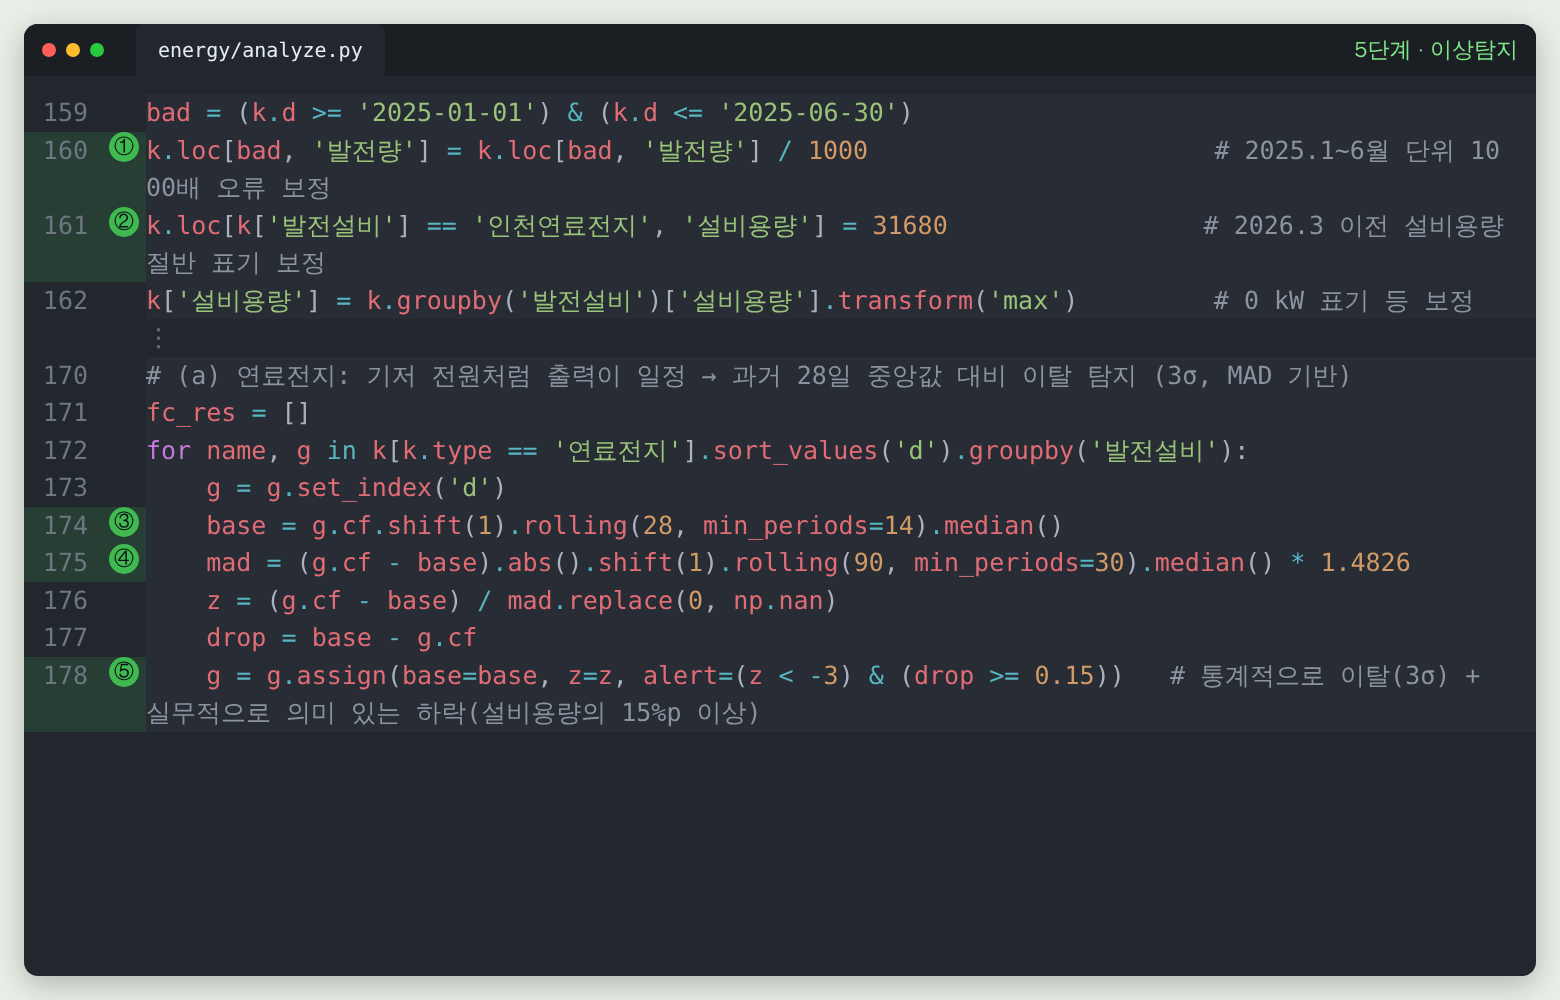 energy/analyze.py
5단계 · 이상탐지
159 bad = (k.d >= '2025-01-01') & (k.d <= '2025-06-30')
160 ① k.loc[bad, '발전량'] = k.loc[bad, '발전량'] / 1000 # 2025.1~6월 단위 10
00배 오류 보정
161 ② k.loc[k['발전설비'] == '인천연료전지', '설비용량'] = 31680 # 2026.3 이전 설비용량
절반 표기 보정
162 k['설비용량'] = k.groupby('발전설비')['설비용량'].transform('max') # 0 kW 표기 등 보정
⋮
170 # (a) 연료전지: 기저 전원처럼 출력이 일정 → 과거 28일 중앙값 대비 이탈 탐지 (3σ, MAD 기반)
171 fc_res = []
172 for name, g in k[k.type == '연료전지'].sort_values('d').groupby('발전설비'):
173 g = g.set_index('d')
174 ③ base = g.cf.shift(1).rolling(28, min_periods=14).median()
175 ④ mad = (g.cf - base).abs().shift(1).rolling(90, min_periods=30).median() * 1.4826
176 z = (g.cf - base) / mad.replace(0, np.nan)
177 drop = base - g.cf
178 ⑤ g = g.assign(base=base, z=z, alert=(z < -3) & (drop >= 0.15)) # 통계적으로 이탈(3σ) +
실무적으로 의미 있는 하락(설비용량의 15%p 이상)